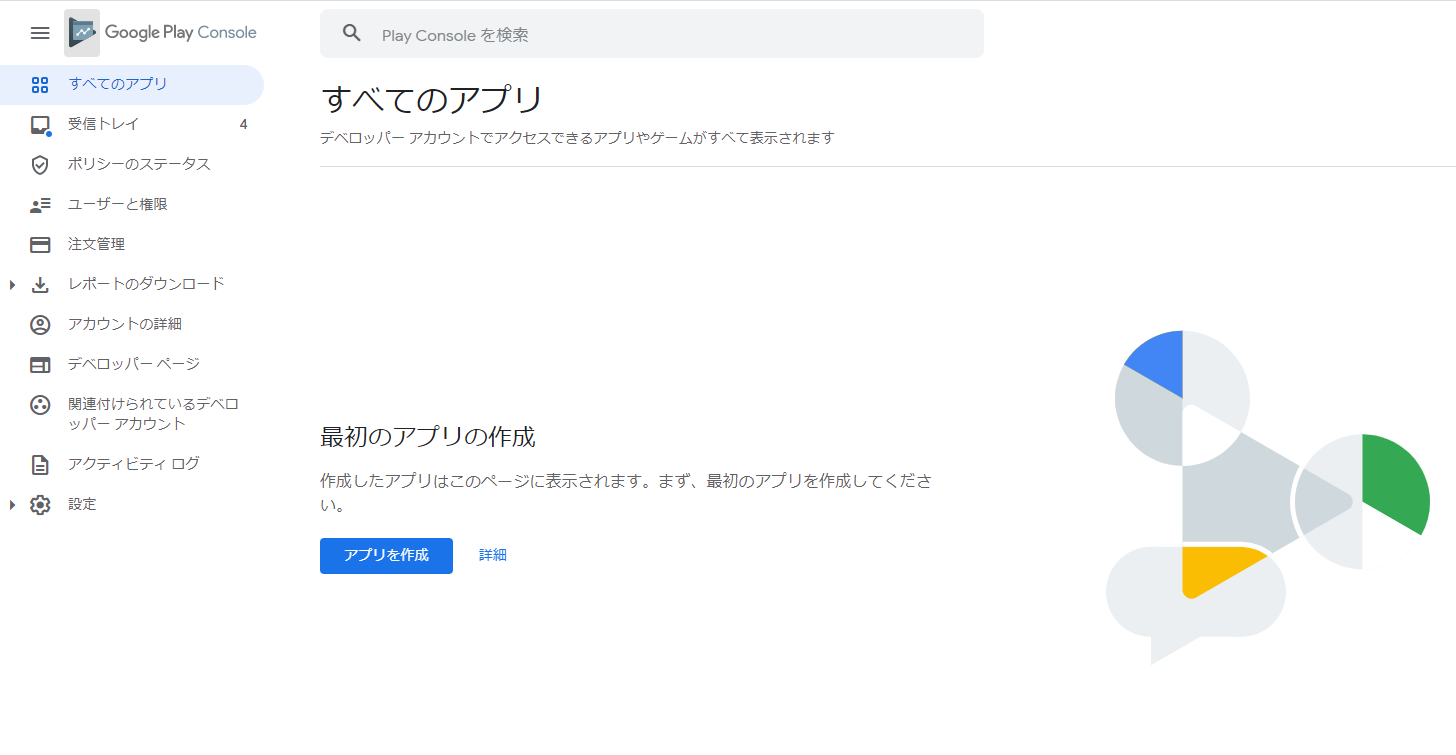 Google Play Console
Play Console を検索
すべてのアプリ
受信トレイ 4
ポリシーのステータス
ユーザーと権限
注文管理
レポートのダウンロード
アカウントの詳細
デベロッパー ページ
関連付けられているデベロ
ッパー アカウント
アクティビティ ログ
設定
すべてのアプリ
デベロッパー アカウントでアクセスできるアプリやゲームがすべて表示されます
最初のアプリの作成
作成したアプリはこのページに表示されます。まず、最初のアプリを作成してくださ
い。
アプリを作成
詳細